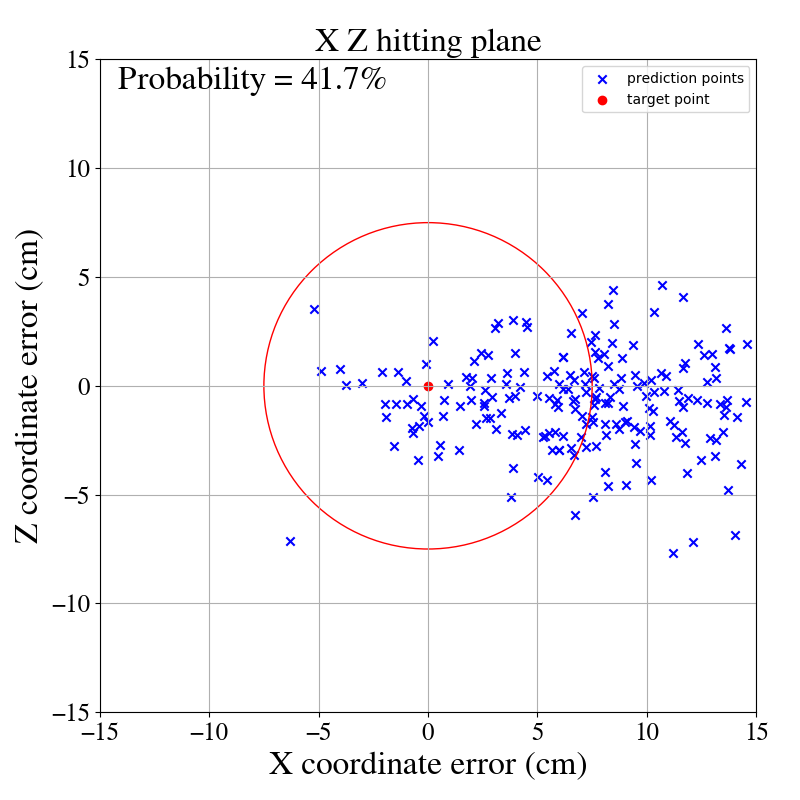 X Z hitting plane
Probability = 41.7%
prediction points
target point
15
10
5
0
−5
−10
−15
−15
−10
−5
0
5
10
15
Z coordinate error (cm)
X coordinate error (cm)